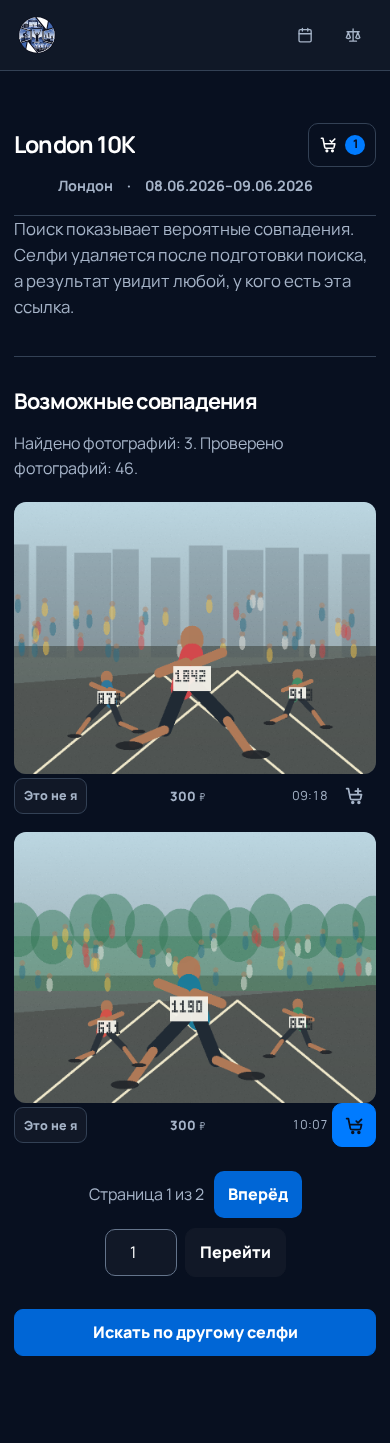 London 10K
1
Лондон · 08.06.2026–09.06.2026
Поиск показывает вероятные совпадения.
Селфи удаляется после подготовки поиска,
а результат увидит любой, у кого есть эта
ссылка.
Возможные совпадения
Найдено фотографий: 3. Проверено
фотографий: 46.
1842
Это не я
300 ₽
09:18
1190
Это не я
300 ₽
10:07
Страница 1 из 2
Вперёд
1
Перейти
Искать по другому селфи